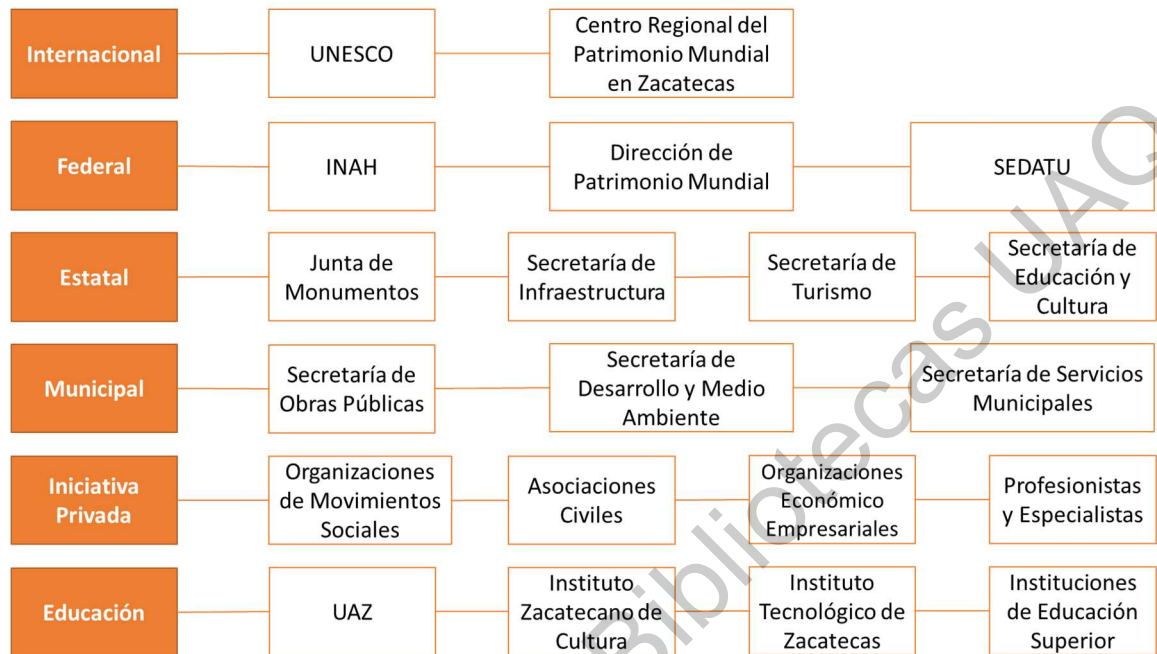 Internacional
UNESCO
Centro Regional del
Patrimonio Mundial
en Zacatecas
Federal
INAH
Dirección de
Patrimonio Mundial
SEDATU
Estatal
Junta de
Monumentos
Secretaría de
Infraestructura
Secretaría de
Turismo
Secretaría de
Educación y
Cultura
Municipal
Secretaría de
Obras Públicas
Secretaría de
Desarrollo y Medio
Ambiente
Secretaría de Servicios
Municipales
Iniciativa
Privada
Organizaciones
de Movimientos
Sociales
Asociaciones
Civiles
Organizaciones
Económico
Empresariales
Profesionistas
y Especialistas
Educación
UAZ
Instituto
Zacatecano de
Cultura
Instituto
Tecnológico de
Zacatecas
Instituciones
de Educación
Superior
Bibliotecas UAQ